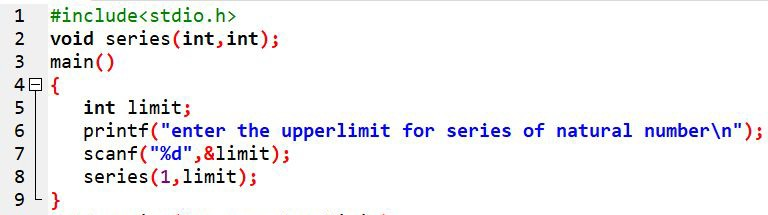 1 #include<stdio.h>
2 void series(int,int);
3 main()
4 {
5 int limit;
6 printf("enter the upperlimit for series of natural number\n");
7 scanf("%d",&limit);
8 series(1,limit);
9 }